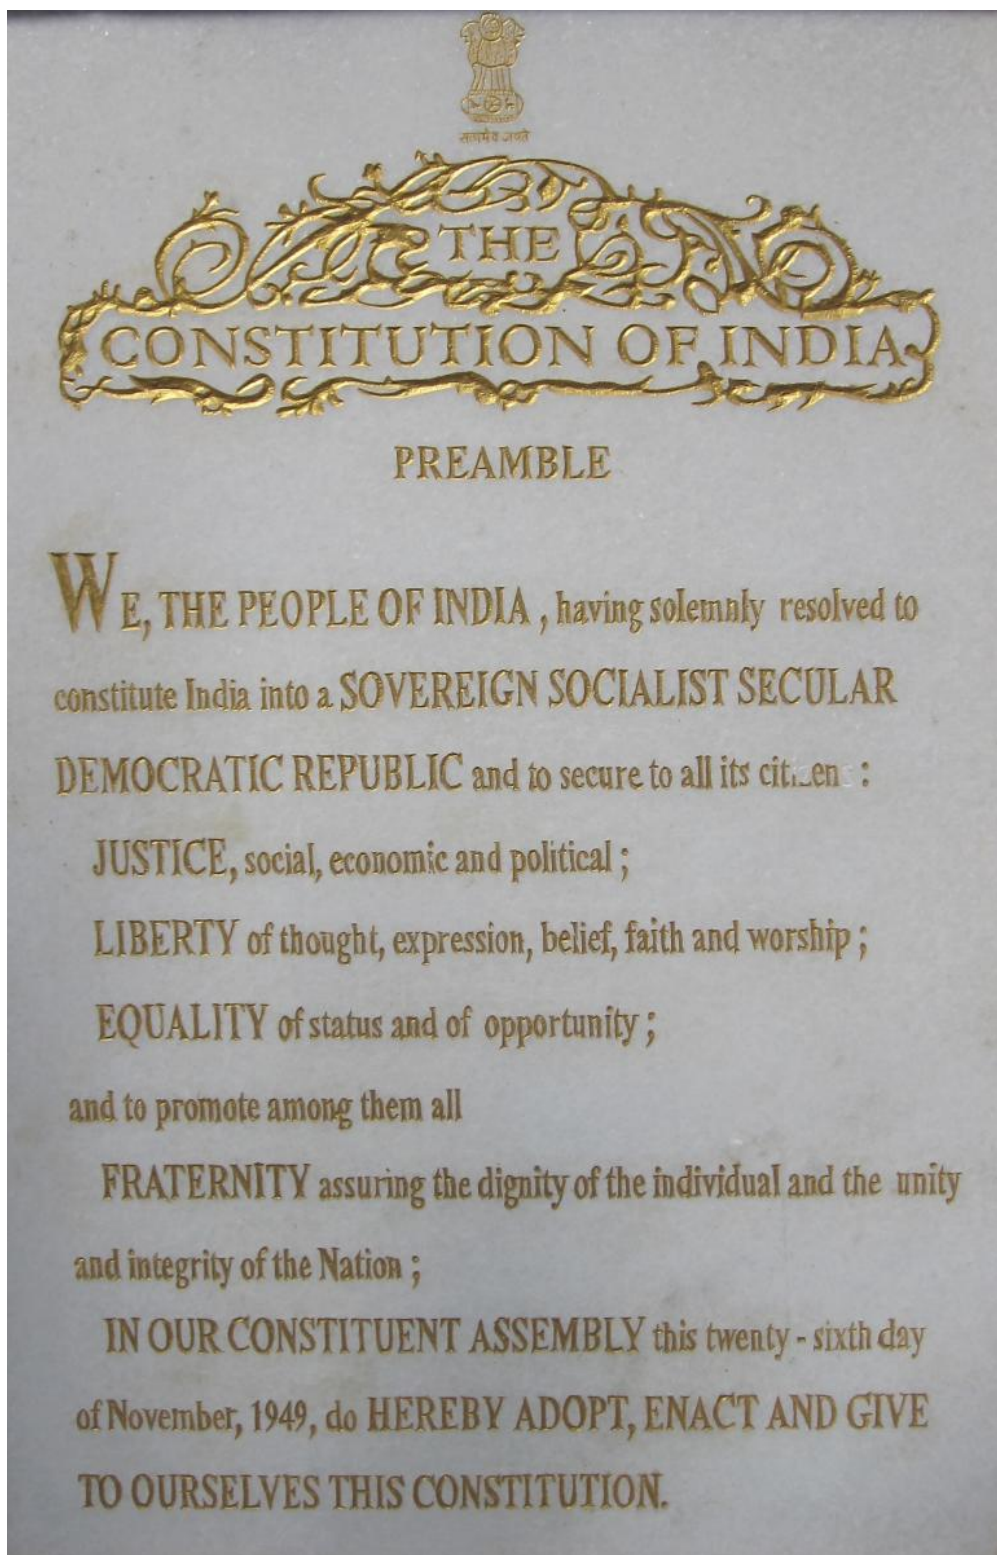 सत्यमेव जयते
THE
CONSTITUTION OF INDIA
PREAMBLE
WE, THE PEOPLE OF INDIA , having solemnly resolved to
constitute India into a SOVEREIGN SOCIALIST SECULAR
DEMOCRATIC REPUBLIC and to secure to all its :
JUSTICE, social, economic and political ;
LIBERTY of thought, expression, belief, faith and worship ;
EQUALITY of status and of opportunity ;
and to promote among them all
FRATERNITY assuring the dignity of the individual and the unity
and integrity of the Nation ;
IN OUR CONSTITUENT ASSEMBLY this twenty - sixth day
of November, 1949, do HEREBY ADOPT, ENACT AND GIVE
TO OURSELVES THIS CONSTITUTION.